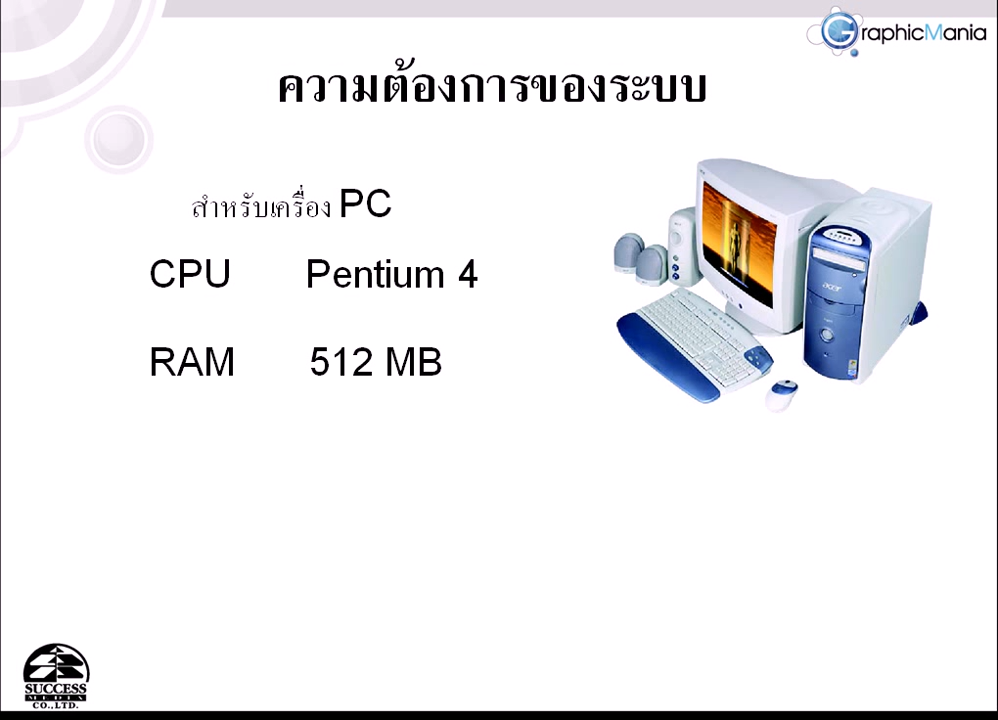 GraphicMania
ความต้องการของระบบ
สำหรับเครื่อง PC
CPU Pentium 4
RAM 512 MB
acer
SUCCESS
MEDIA
CO.,LTD.